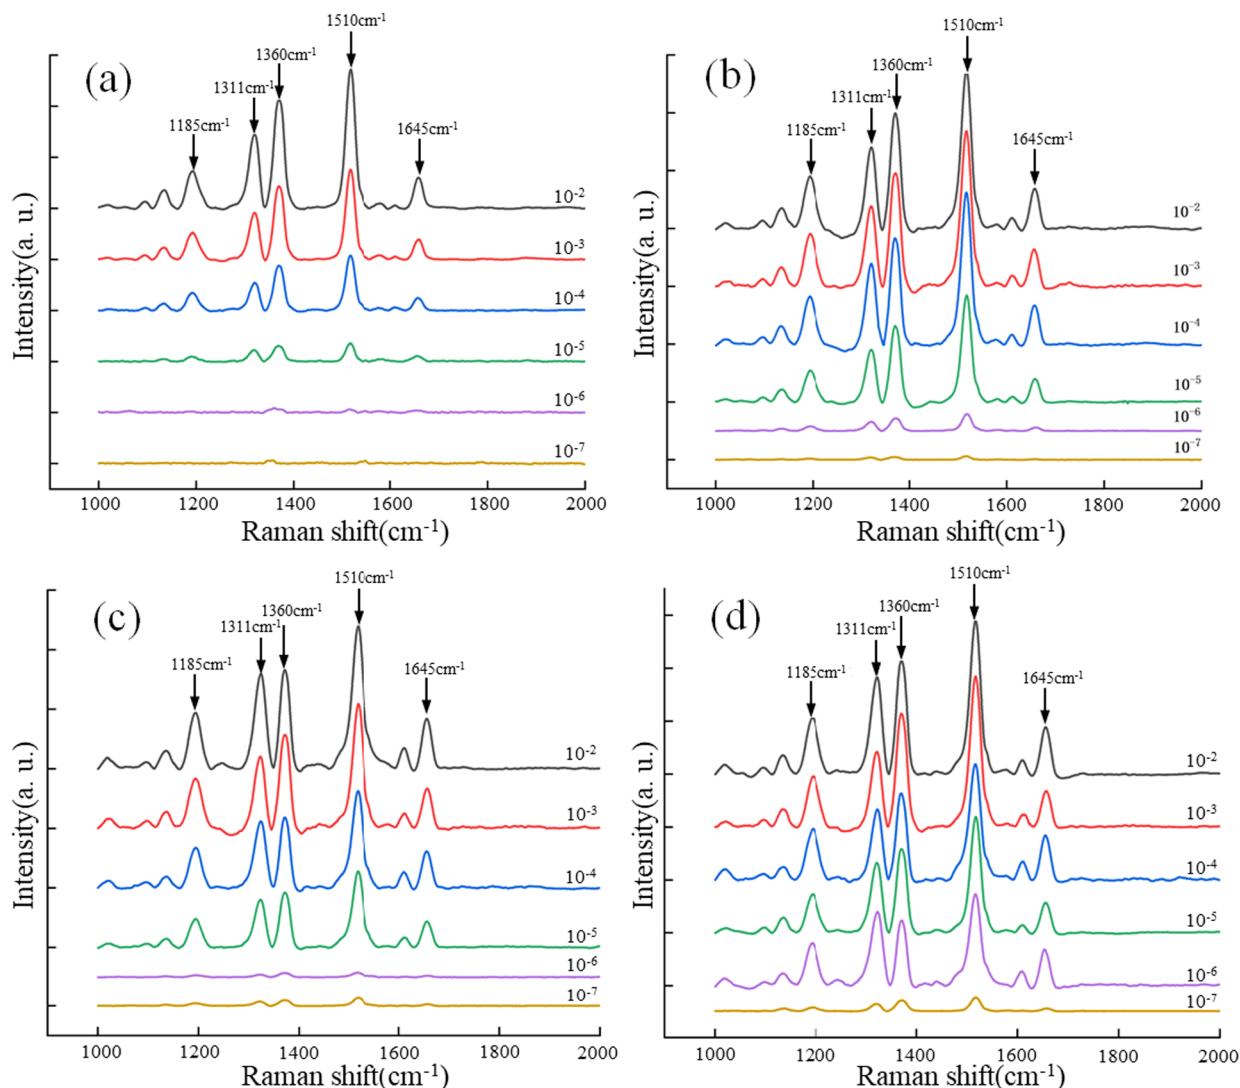 (a)
1510cm-1
1360cm-1
1311cm-1
1185cm-1
1645cm-1
10-2
10-3
10-4
10-5
10-6
10-7
Intensity(a. u.)
1000 1200 1400 1600 1800 2000
Raman shift(cm-1)
(b)
1510cm-1
1360cm-1
1311cm-1
1185cm-1
1645cm-1
10-2
10-3
10-4
10-5
10-6
10-7
Intensity(a. u.)
1000 1200 1400 1600 1800 2000
Raman shift(cm-1)
(c)
1510cm-1
1360cm-1
1311cm-1
1185cm-1
1645cm-1
10-2
10-3
10-4
10-5
10-6
10-7
Intensity(a. u.)
1000 1200 1400 1600 1800 2000
Raman shift(cm-1)
(d)
1510cm-1
1360cm-1
1311cm-1
1185cm-1
1645cm-1
10-2
10-3
10-4
10-5
10-6
10-7
Intensity(a. u.)
1000 1200 1400 1600 1800 2000
Raman shift(cm-1)